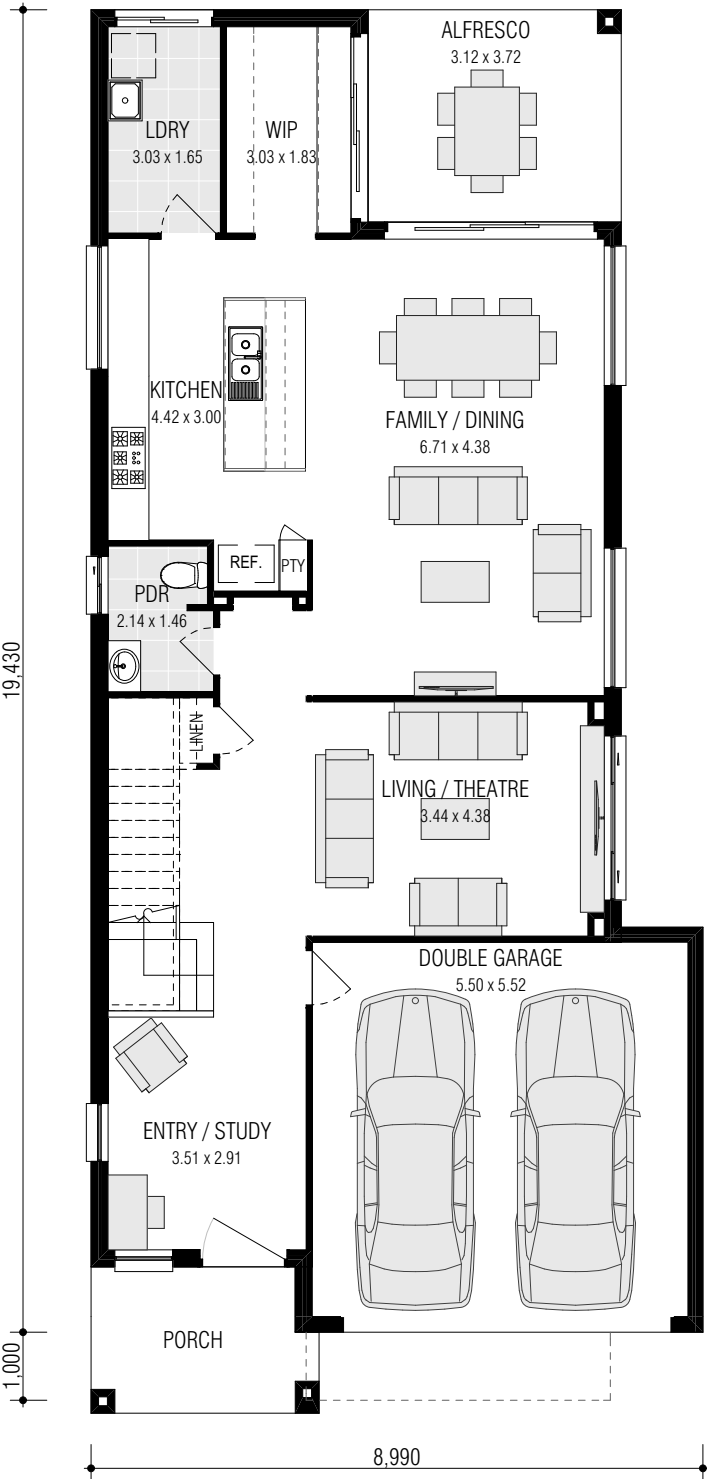 ALFRESCO
3.12 x 3.72
LDRY
3.03 x 1.65
WIP
3.03 x 1.83
KITCHEN
4.42 x 3.00
FAMILY / DINING
6.71 x 4.38
REF.
PTY
PDR
2.14 x 1.46
19,430
LINEN
LIVING / THEATRE
3.44 x 4.38
DOUBLE GARAGE
5.50 x 5.52
ENTRY / STUDY
3.51 x 2.91
PORCH
1,000
8,990